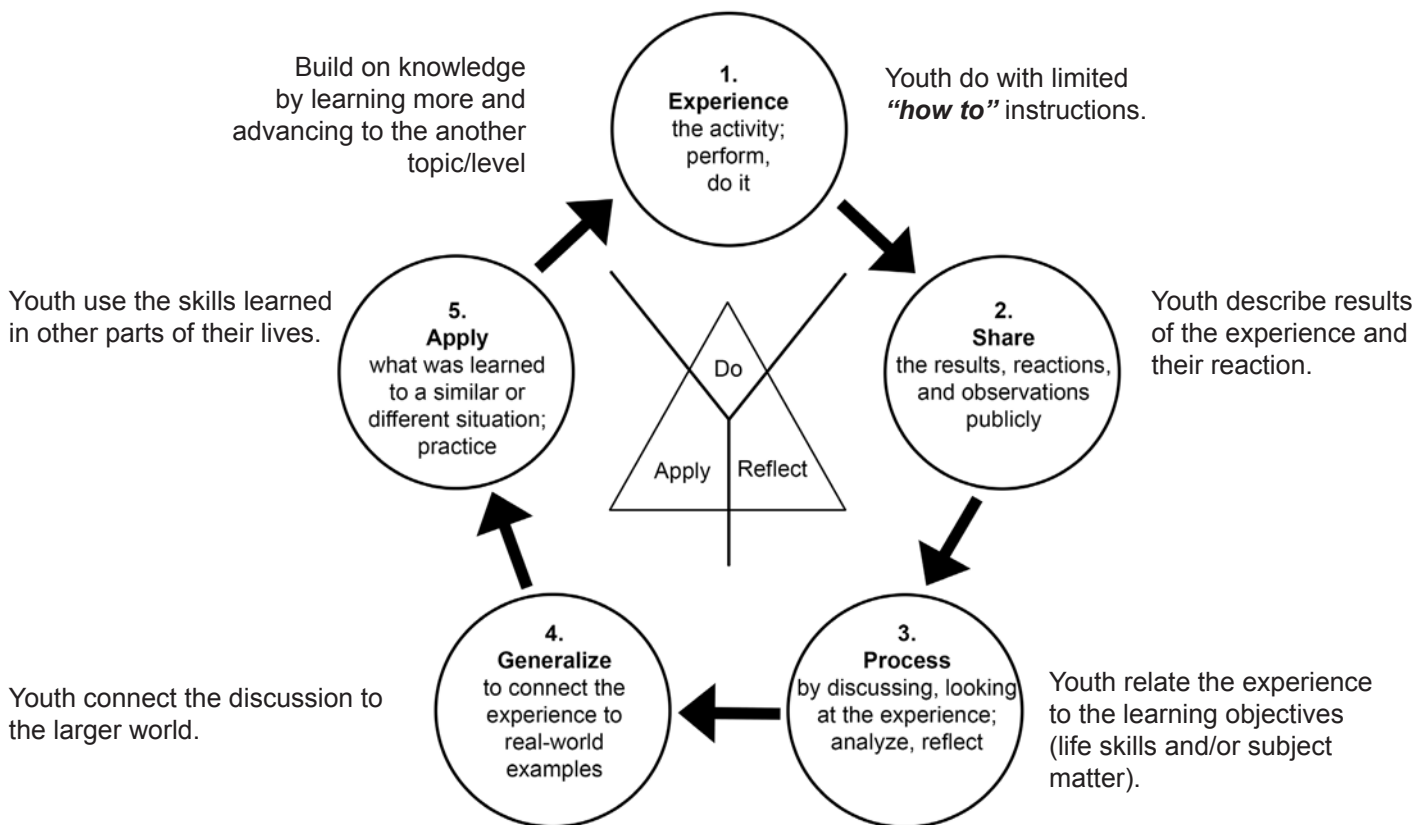 Build on knowledge
by learning more and
advancing to the another
topic/level
1.
Experience
the activity;
perform,
do it
Youth do with limited
“how to” instructions.
Youth use the skills learned
in other parts of their lives.
5.
Apply
what was learned
to a similar or
different situation;
practice
Do
Apply
Reflect
2.
Share
the results, reactions,
and observations
publicly
Youth describe results
of the experience and
their reaction.
Youth connect the discussion to
the larger world.
4.
Generalize
to connect the
experience to
real-world
examples
3.
Process
by discussing, looking
at the experience;
analyze, reflect
Youth relate the experience
to the learning objectives
(life skills and/or subject
matter).